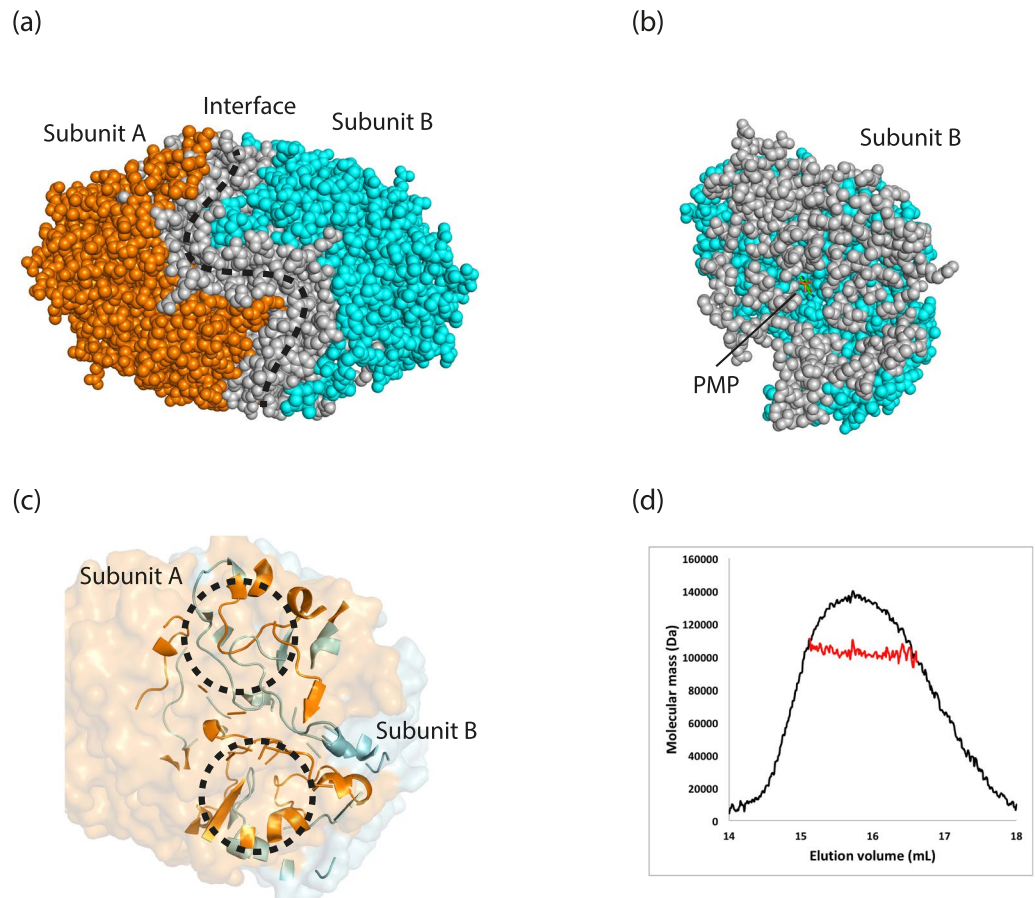 (a)
(b)
Interface
Subunit A
Subunit B
Subunit B
PMP
(c)
(d)
Subunit A
Subunit B
Molecular mass (Da)
160000
140000
120000
100000
80000
60000
40000
20000
0
14 15 16 17 18
Elution volume (mL)